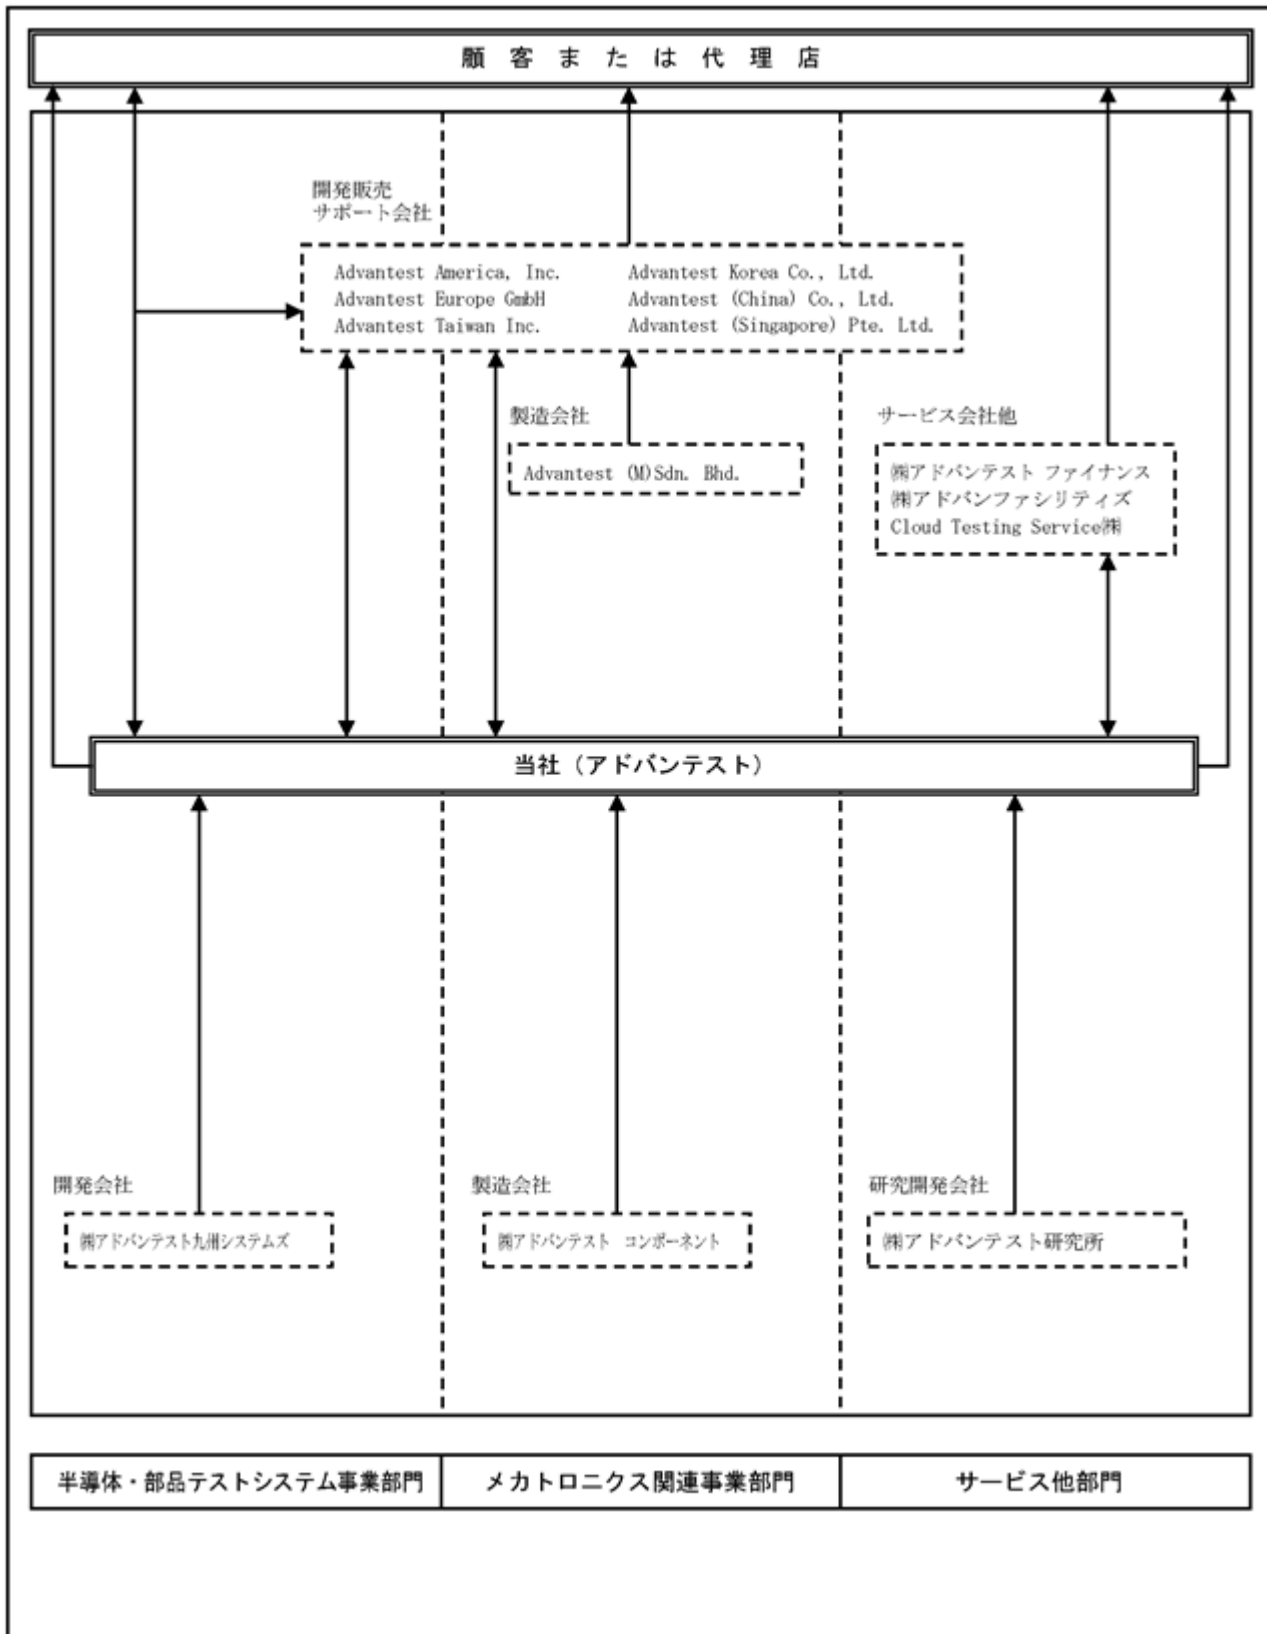 顧客または代理店
開発販売
サポート会社
Advantest America, Inc.
Advantest Korea Co., Ltd.
Advantest Europe GmbH
Advantest (China) Co., Ltd.
Advantest Taiwan Inc.
Advantest (Singapore) Pte. Ltd.
製造会社
Advantest (M)Sdn. Bhd.
サービス会社他
㈱アドバンテスト ファイナンス
㈱アドバンファシリティズ
Cloud Testing Service㈱
当社（アドバンテスト）
開発会社
㈱アドバンテスト九州システムズ
製造会社
㈱アドバンテスト コンポーネント
研究開発会社
㈱アドバンテスト研究所
半導体・部品テストシステム事業部門
メカトロニクス関連事業部門
サービス他部門